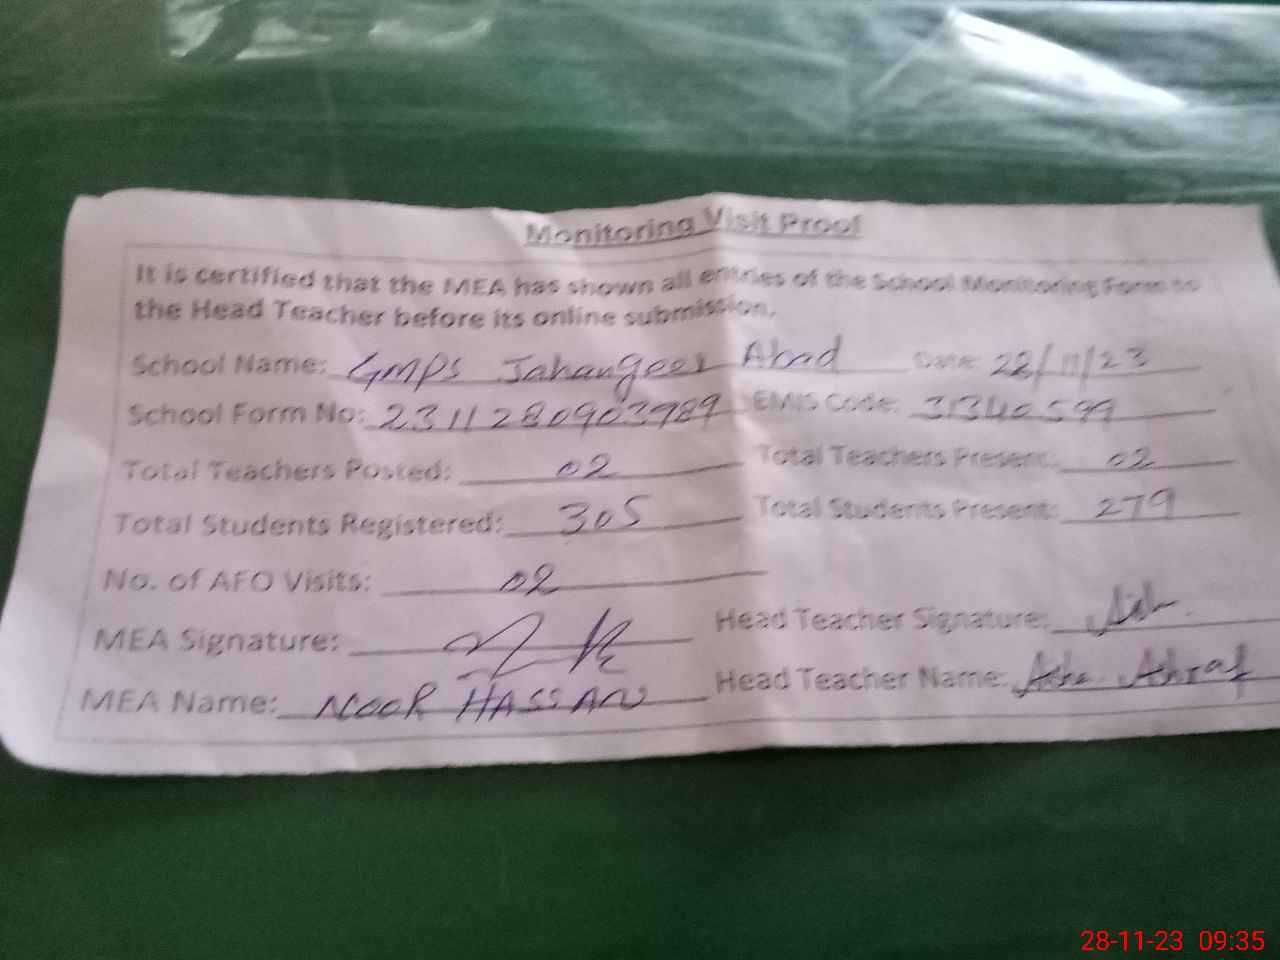 Monitoring Visit Proof
It is certified that the MEA has shown all entries of the School Monitoring Form to
the Head Teacher before its online submission.
School Name: GMPS Jahangeer Abad Date: 28/11/23
School Form No: 2311280903989 EMIS Code: 31340599
Total Teachers Posted: 02 Total Teachers Present: 02
Total Students Registered: 305 Total Students Present: 279
No. of AEO Visits: 02
MEA Signature: Head Teacher Signature:
MEA Name: NOOR HASSAN Head Teacher Name: Ashraf
28-11-23 09:35